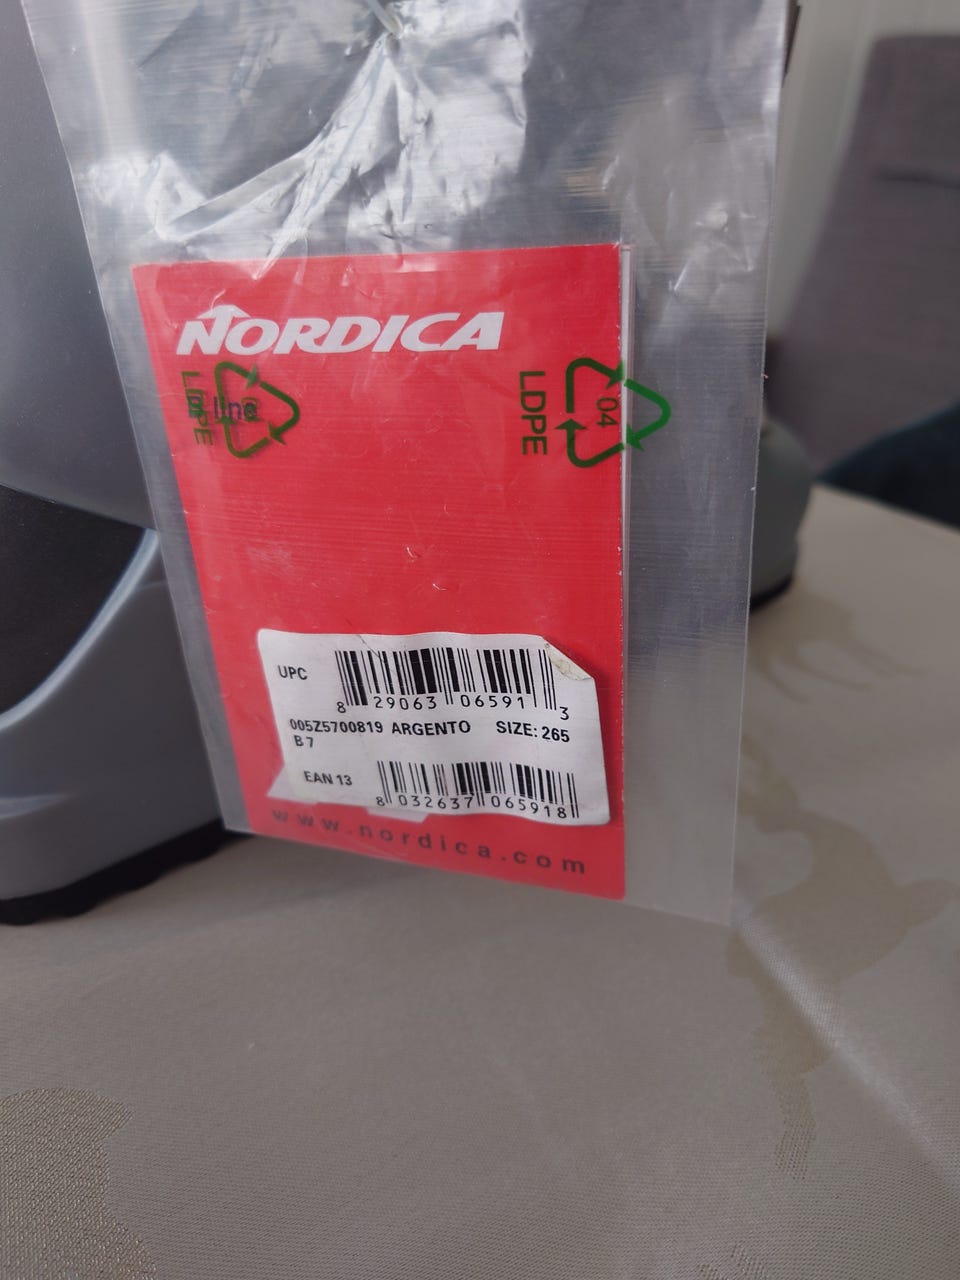 NORDICA
B line
LDPE
LDPE
04
UPC
8 29063 06591 3
005Z5700819 ARGENTO SIZE: 265
B 7
EAN 13
8 032637 065918
www.nordica.com